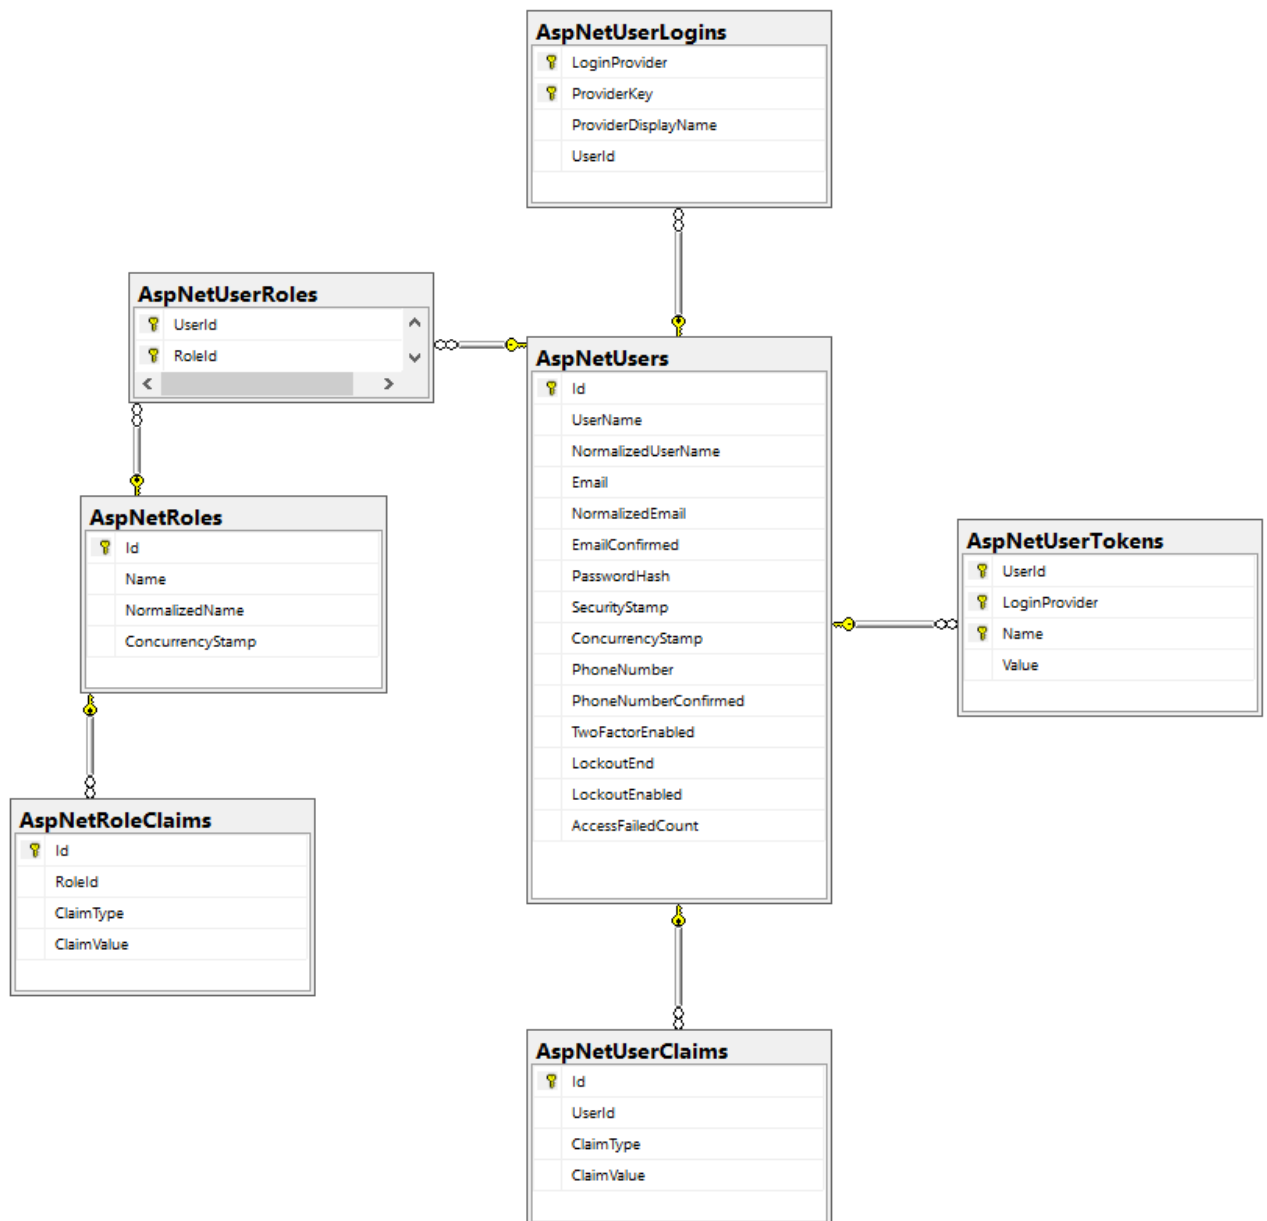 AspNetUserLogins
LoginProvider
ProviderKey
ProviderDisplayName
UserId
AspNetUserRoles
UserId
RoleId
AspNetUsers
Id
UserName
NormalizedUserName
Email
NormalizedEmail
EmailConfirmed
PasswordHash
SecurityStamp
ConcurrencyStamp
PhoneNumber
PhoneNumberConfirmed
TwoFactorEnabled
LockoutEnd
LockoutEnabled
AccessFailedCount
AspNetRoles
Id
Name
NormalizedName
ConcurrencyStamp
AspNetUserTokens
UserId
LoginProvider
Name
Value
AspNetRoleClaims
Id
RoleId
ClaimType
ClaimValue
AspNetUserClaims
Id
UserId
ClaimType
ClaimValue